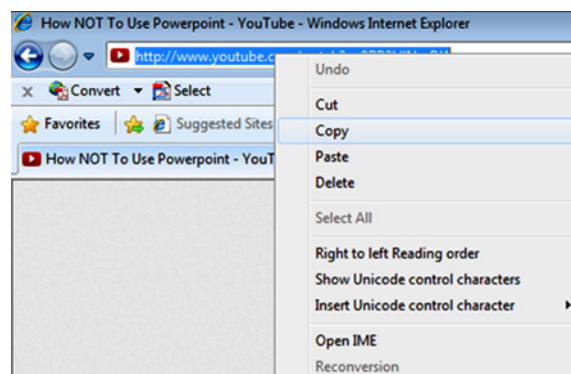 How NOT To Use Powerpoint - YouTube - Windows Internet Explorer
http://www.youtube.c
Undo
x Convert Select
Cut
Favorites Suggested Sites
Copy
How NOT To Use Powerpoint - YouT
Paste
Delete
Select All
Right to left Reading order
Show Unicode control characters
Insert Unicode control character
Open IME
Reconversion